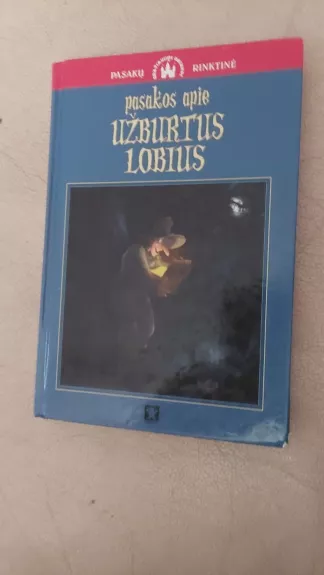 PASAKŲ RINKTINĖ
pasakos apie
UŽBURTUS
LOBIUS